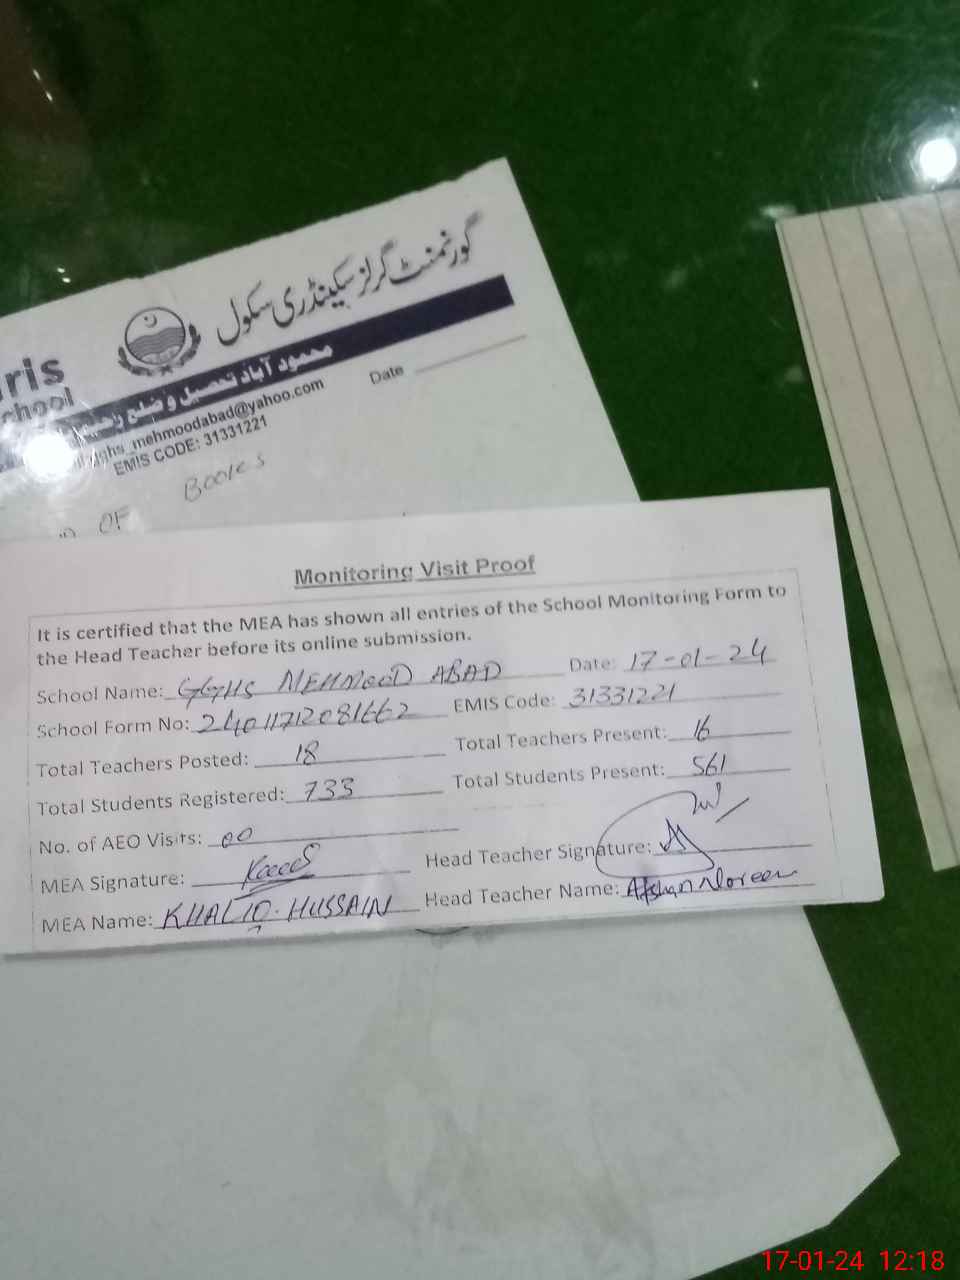 گورنمنٹ گرلز سیکنڈری سکول
ris
chool
محمود آباد تحصیل و ضلع
Date
ghs_mehmoodabad@yahoo.com
EMIS CODE: 31331221
OF Books
Monitoring Visit Proof
It is certified that the MEA has shown all entries of the School Monitoring Form to
the Head Teacher before its online submission.
School Name: GGHS MEHMOOD ABAD Date: 17-01-24
School Form No: 24011712081662 EMIS Code: 31331221
Total Teachers Posted: 18 Total Teachers Present: 16
Total Students Registered: 733 Total Students Present: 561
No. of AEO Visits: 00
MEA Signature: Head Teacher Signature:
MEA Name: KHALIQ HUSSAIN Head Teacher Name: Afshan Noreen
17-01-24 12:18